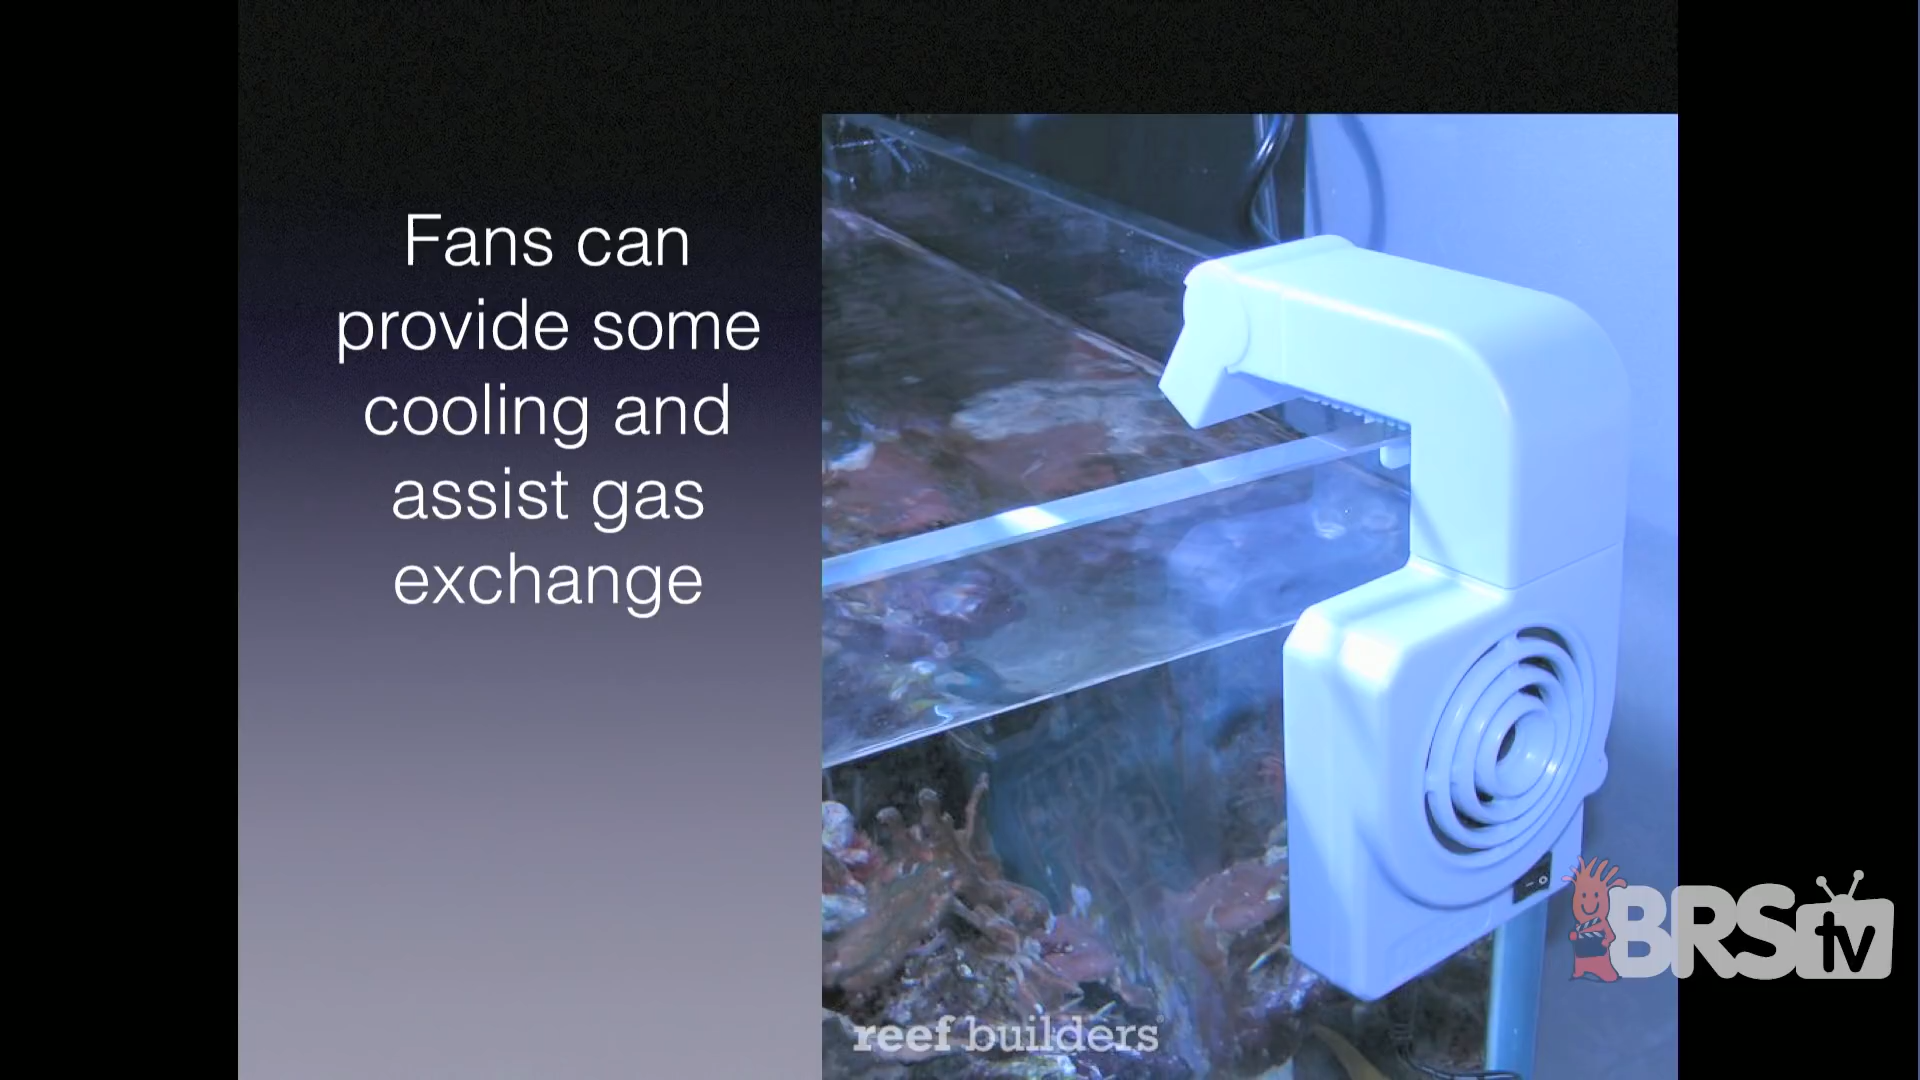 Fans can
provide some
cooling and
assist gas
exchange
reef builders
BRS tv